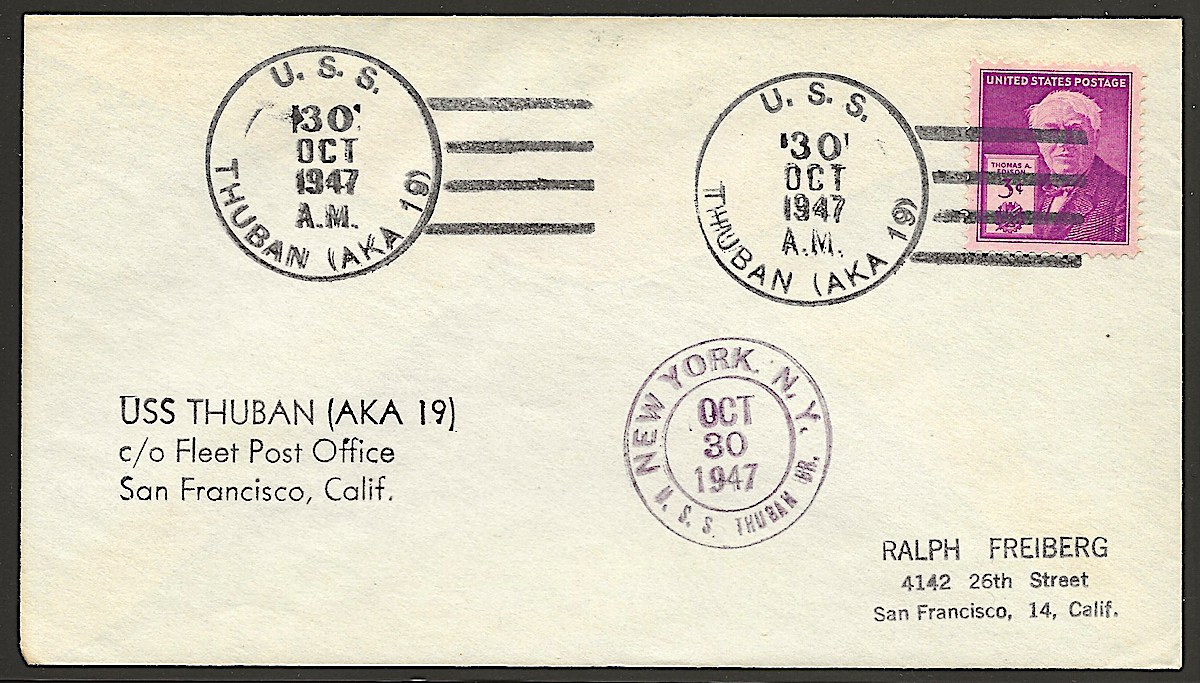 U. S. S.
'30'
OCT
1947
A.M.
THUBAN (AKA 19)
U. S. S.
'30'
OCT
1947
A.M.
THUBAN (AKA 19)
UNITED STATES POSTAGE
THOMAS A.
EDISON
3¢
NEW YORK, N.Y.
OCT
30
1947
U. S. S. THUBAN BR.
USS THUBAN (AKA 19)
c/o Fleet Post Office
San Francisco, Calif.
RALPH FREIBERG
4142 26th Street
San Francisco, 14, Calif.